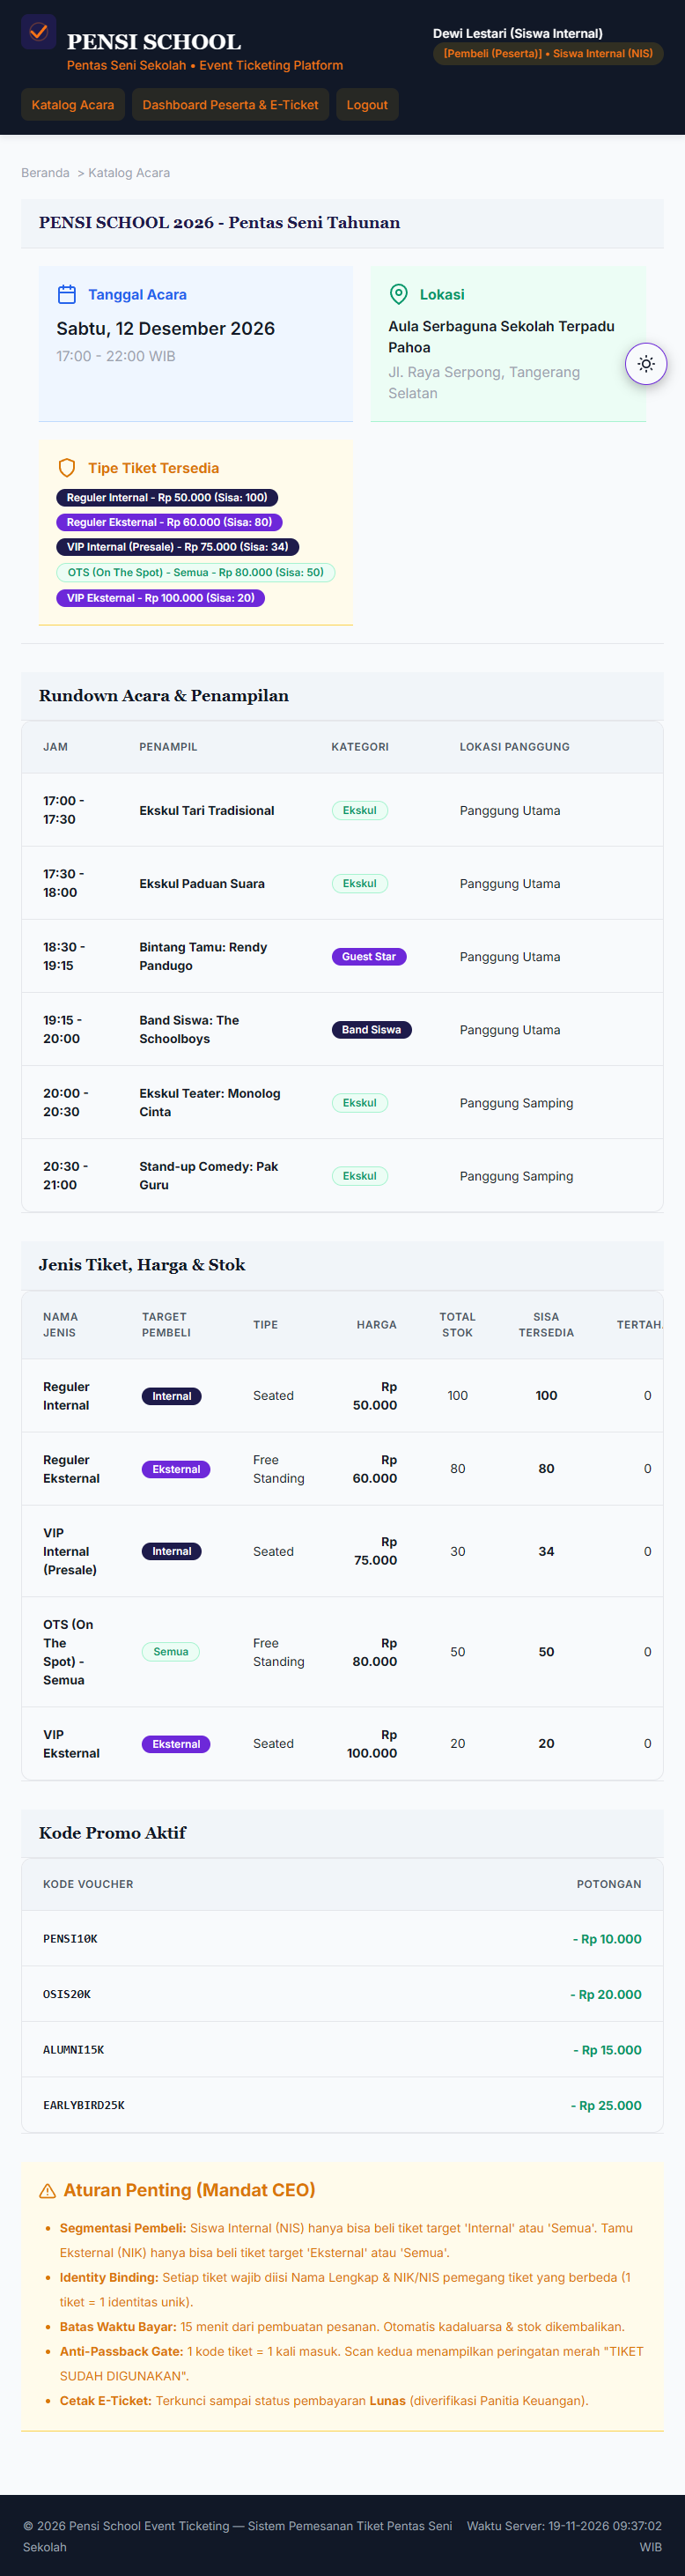 PENSI SCHOOL
Pentas Seni Sekolah • Event Ticketing Platform
Dewi Lestari (Siswa Internal)
[Pembeli (Peserta)] • Siswa Internal (NIS)
Katalog Acara
Dashboard Peserta & E-Ticket
Logout
Beranda > Katalog Acara
PENSI SCHOOL 2026 - Pentas Seni Tahunan
Tanggal Acara
Sabtu, 12 Desember 2026
17:00 - 22:00 WIB
Lokasi
Aula Serbaguna Sekolah Terpadu
Pahoa
Jl. Raya Serpong, Tangerang
Selatan
Tipe Tiket Tersedia
Reguler Internal - Rp 50.000 (Sisa: 100)
Reguler Eksternal - Rp 60.000 (Sisa: 80)
VIP Internal (Presale) - Rp 75.000 (Sisa: 34)
OTS (On The Spot) - Semua - Rp 80.000 (Sisa: 50)
VIP Eksternal - Rp 100.000 (Sisa: 20)
Rundown Acara & Penampilan
JAM PENAMPIL KATEGORI LOKASI PANGGUNG
17:00 -
17:30
Ekskul Tari Tradisional
Ekskul
Panggung Utama
17:30 -
18:00
Ekskul Paduan Suara
Ekskul
Panggung Utama
18:30 -
19:15
Bintang Tamu: Rendy
Pandugo
Guest Star
Panggung Utama
19:15 -
20:00
Band Siswa: The
Schoolboys
Band Siswa
Panggung Utama
20:00 -
20:30
Ekskul Teater: Monolog
Cinta
Ekskul
Panggung Samping
20:30 -
21:00
Stand-up Comedy: Pak
Guru
Ekskul
Panggung Samping
Jenis Tiket, Harga & Stok
NAMA
JENIS
TARGET
PEMBELI
TIPE
HARGA
TOTAL
STOK
SISA
TERSEDIA
Reguler
Internal
Internal
Seated
Rp
50.000
100
100
0
Reguler
Eksternal
Eksternal
Free
Standing
Rp
60.000
80
80
0
VIP
Internal
(Presale)
Internal
Seated
Rp
75.000
30
34
0
OTS (On
The
Spot) -
Semua
Semua
Free
Standing
Rp
80.000
50
50
0
VIP
Eksternal
Eksternal
Seated
Rp
100.000
20
20
0
Kode Promo Aktif
KODE VOUCHER POTONGAN
PENSI10K - Rp 10.000
OSIS20K - Rp 20.000
ALUMNI15K - Rp 15.000
EARLYBIRD25K - Rp 25.000
Aturan Penting (Mandat CEO)
• Segmentasi Pembeli: Siswa Internal (NIS) hanya bisa beli tiket target 'Internal' atau 'Semua'. Tamu
Eksternal (NIK) hanya bisa beli tiket target 'Eksternal' atau 'Semua'.
• Identity Binding: Setiap tiket wajib diisi Nama Lengkap & NIK/NIS pemegang tiket yang berbeda (1
tiket = 1 identitas unik).
• Batas Waktu Bayar: 15 menit dari pembuatan pesanan. Otomatis kadaluarsa & stok dikembalikan.
• Anti-Passback Gate: 1 kode tiket = 1 kali masuk. Scan kedua menampilkan peringatan merah "TIKET
SUDAH DIGUNAKAN".
• Cetak E-Ticket: Terkunci sampai status pembayaran Lunas (diverifikasi Panitia Keuangan).
© 2026 Pensi School Event Ticketing — Sistem Pemesanan Tiket Pentas Seni
Sekolah
Waktu Server: 19-11-2026 09:37:02
WIB